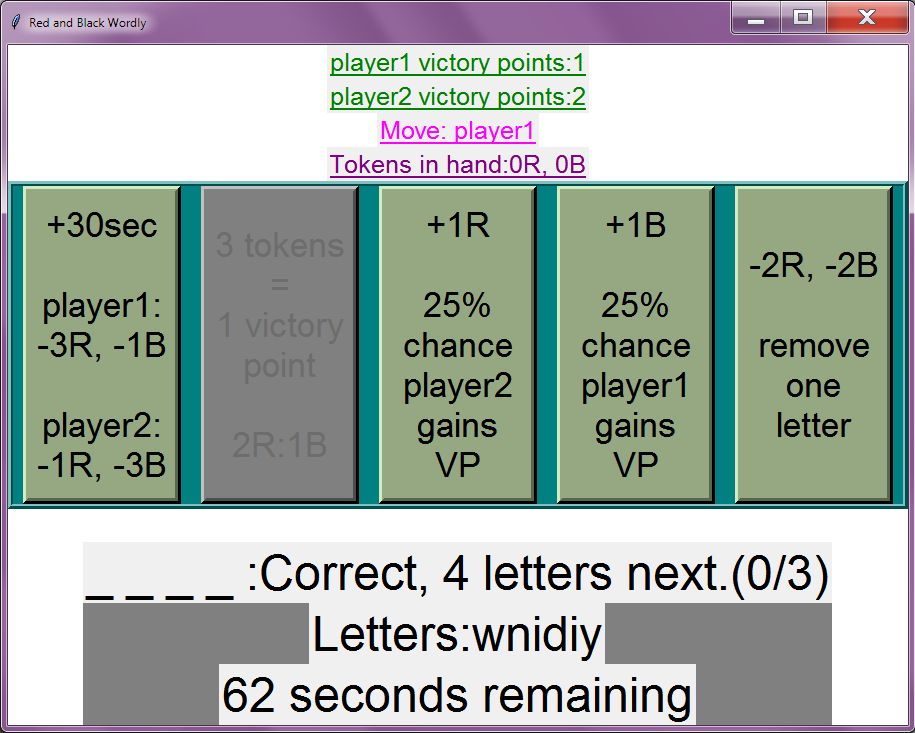 Red and Black Wordly
player1 victory points:1
player2 victory points:2
Move: player1
Tokens in hand:0R, 0B
+30sec
player1:
-3R, -1B
player2:
-1R, -3B
3 tokens
=
1 victory
point
2R:1B
+1R
25%
chance
player2
gains
VP
+1B
25%
chance
player1
gains
VP
-2R, -2B
remove
one
letter
_ _ _ _ :Correct, 4 letters next.(0/3)
Letters:wnidiy
62 seconds remaining